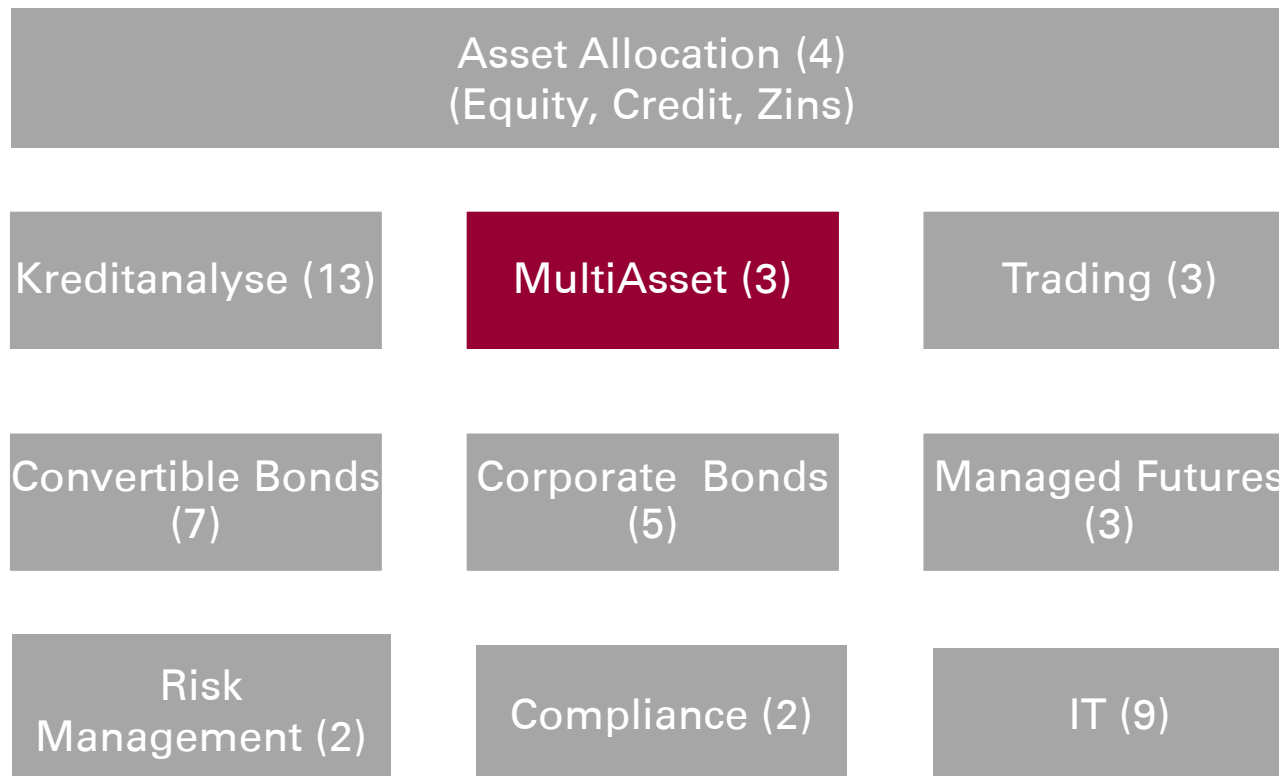 Asset Allocation (4)
(Equity, Credit, Zins)
Kreditanalyse (13)
MultiAsset (3)
Trading (3)
Convertible Bonds
(7)
Corporate Bonds
(5)
Managed Futures
(3)
Risk
Management (2)
Compliance (2)
IT (9)